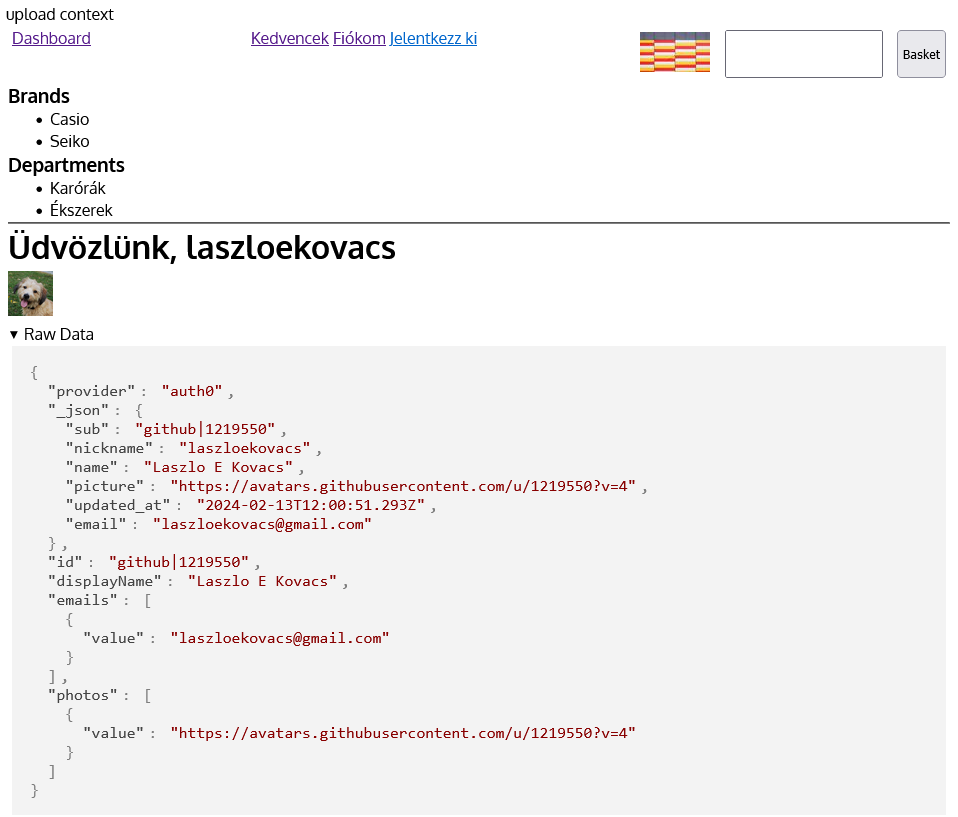 upload context
Dashboard Kedvencek Fiókom Jelentkezz ki Basket
Brands
Casio
Seiko
Departments
Karórák
Ékszerek
Üdvözlünk, laszloekovacs
Raw Data
{
"provider": "auth0",
"_json": {
"sub": "github|1219550",
"nickname": "laszloekovacs",
"name": "Laszlo E Kovacs",
"picture": "https://avatars.githubusercontent.com/u/1219550?v=4",
"updated_at": "2024-02-13T12:00:51.293Z",
"email": "laszloekovacs@gmail.com"
},
"id": "github|1219550",
"displayName": "Laszlo E Kovacs",
"emails": [
{
"value": "laszloekovacs@gmail.com"
}
],
"photos": [
{
"value": "https://avatars.githubusercontent.com/u/1219550?v=4"
}
]
}